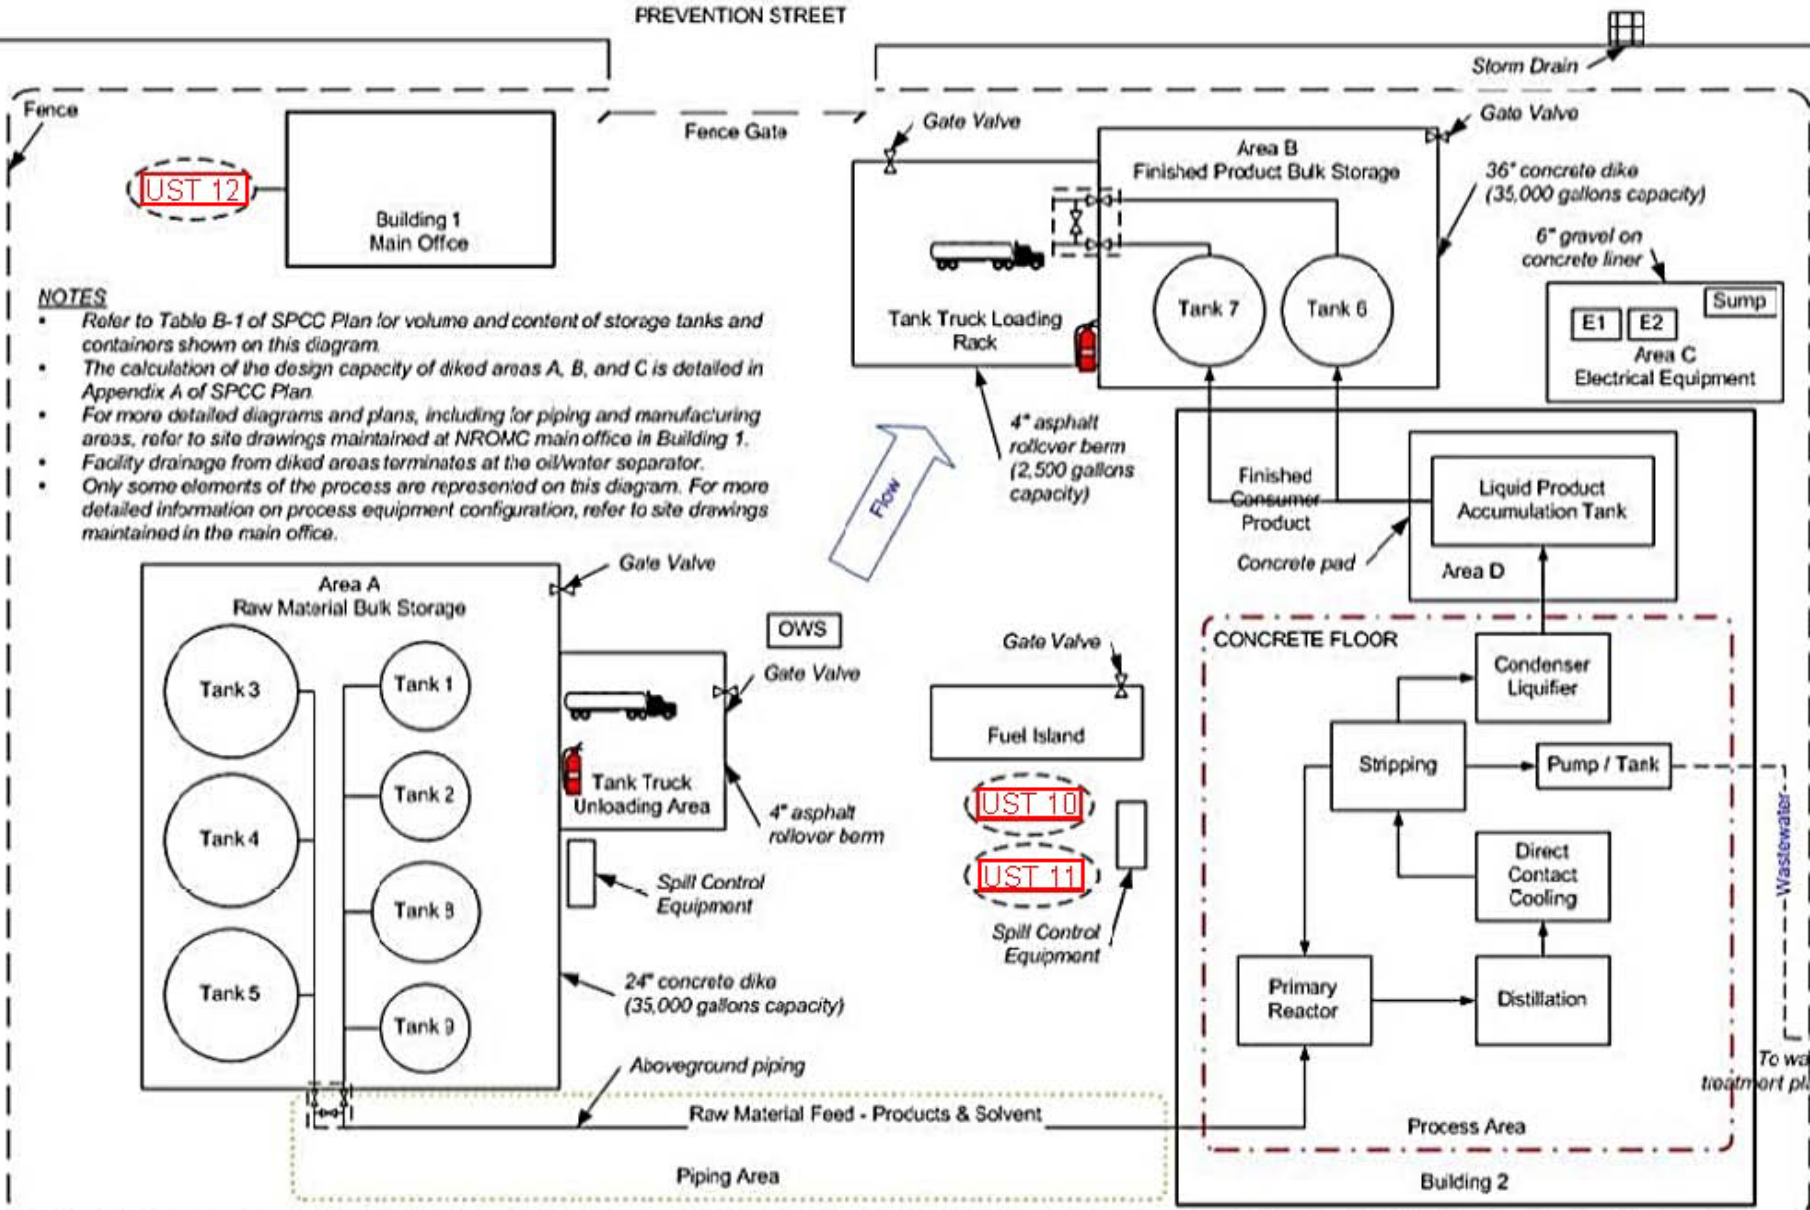 PREVENTION STREET
Storm Drain
Fence
Fence Gate
Gate Valve
Gate Valve
UST 12
Building 1
Main Office
Area B
Finished Product Bulk Storage
36" concrete dike
(35,000 gallons capacity)
6" gravel on
concrete liner
Tank 7
Tank 6
Tank Truck Loading
Rack
E1
E2
Sump
Area C
Electrical Equipment
NOTES
• Refer to Table B-1 of SPCC Plan for volume and content of storage tanks and
containers shown on this diagram.
• The calculation of the design capacity of diked areas A, B, and C is detailed in
Appendix A of SPCC Plan.
• For more detailed diagrams and plans, including for piping and manufacturing
areas, refer to site drawings maintained at NROMC main office in Building 1.
• Facility drainage from diked areas terminates at the oil/water separator.
• Only some elements of the process are represented on this diagram. For more
detailed information on process equipment configuration, refer to site drawings
maintained in the main office.
4" asphalt
rollover berm
(2,500 gallons
capacity)
Flow
Finished
Consumer
Product
Liquid Product
Accumulation Tank
Concrete pad
Area D
Area A
Raw Material Bulk Storage
Gate Valve
OWS
Gate Valve
Gate Valve
CONCRETE FLOOR
Condenser
Liquifier
Tank 3
Tank 1
Tank 4
Tank 2
Tank 5
Tank 8
Tank 9
Tank Truck
Unloading Area
4" asphalt
rollover berm
Fuel Island
UST 10
UST 11
Spill Control
Equipment
Spill Control
Equipment
Stripping
Pump / Tank
Direct
Contact
Cooling
Wastewater
Primary
Reactor
Distillation
24" concrete dike
(35,000 gallons capacity)
Aboveground piping
Raw Material Feed - Products & Solvent
Piping Area
Process Area
Building 2
To wa
treatment pl